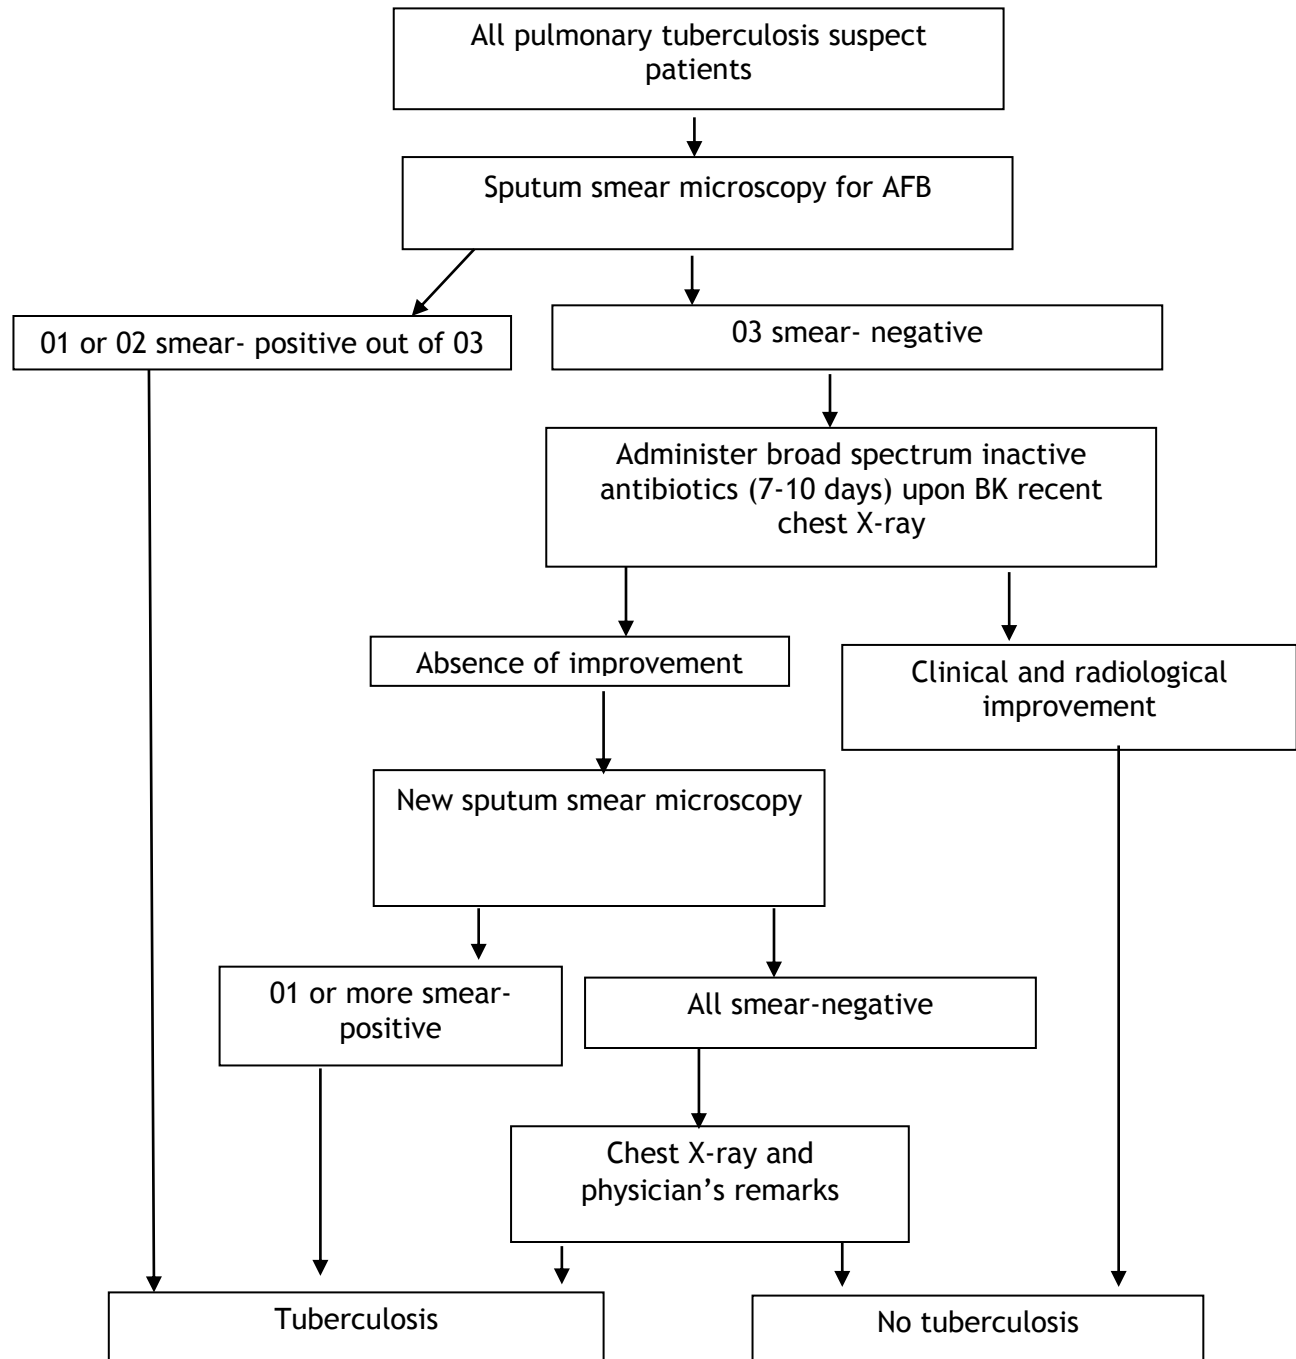 All pulmonary tuberculosis suspect
patients
Sputum smear microscopy for AFB
01 or 02 smear- positive out of 03
03 smear- negative
Administer broad spectrum inactive
antibiotics (7-10 days) upon BK recent
chest X-ray
Absence of improvement
Clinical and radiological
improvement
New sputum smear microscopy
01 or more smear-
positive
All smear-negative
Chest X-ray and
physician’s remarks
Tuberculosis
No tuberculosis